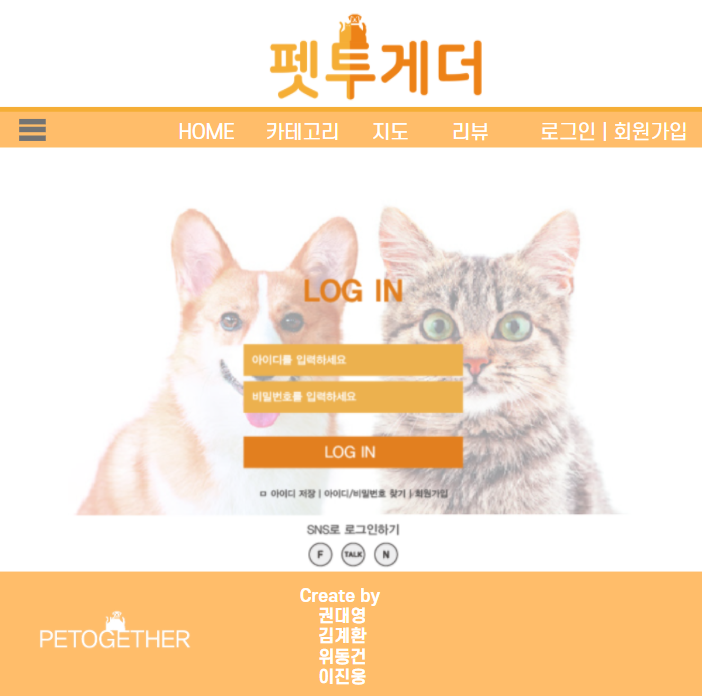 펫투게더
HOME 카테고리 지도 리뷰 로그인 | 회원가입
LOG IN
아이디를 입력하세요
비밀번호를 입력하세요
LOG IN
ㅁ 아이디 저장 | 아이디/비밀번호 찾기 | 회원가입
SNS로 로그인하기
F TALK N
Create by
권대영
김계환
위동건
이진웅
PETOGETHER